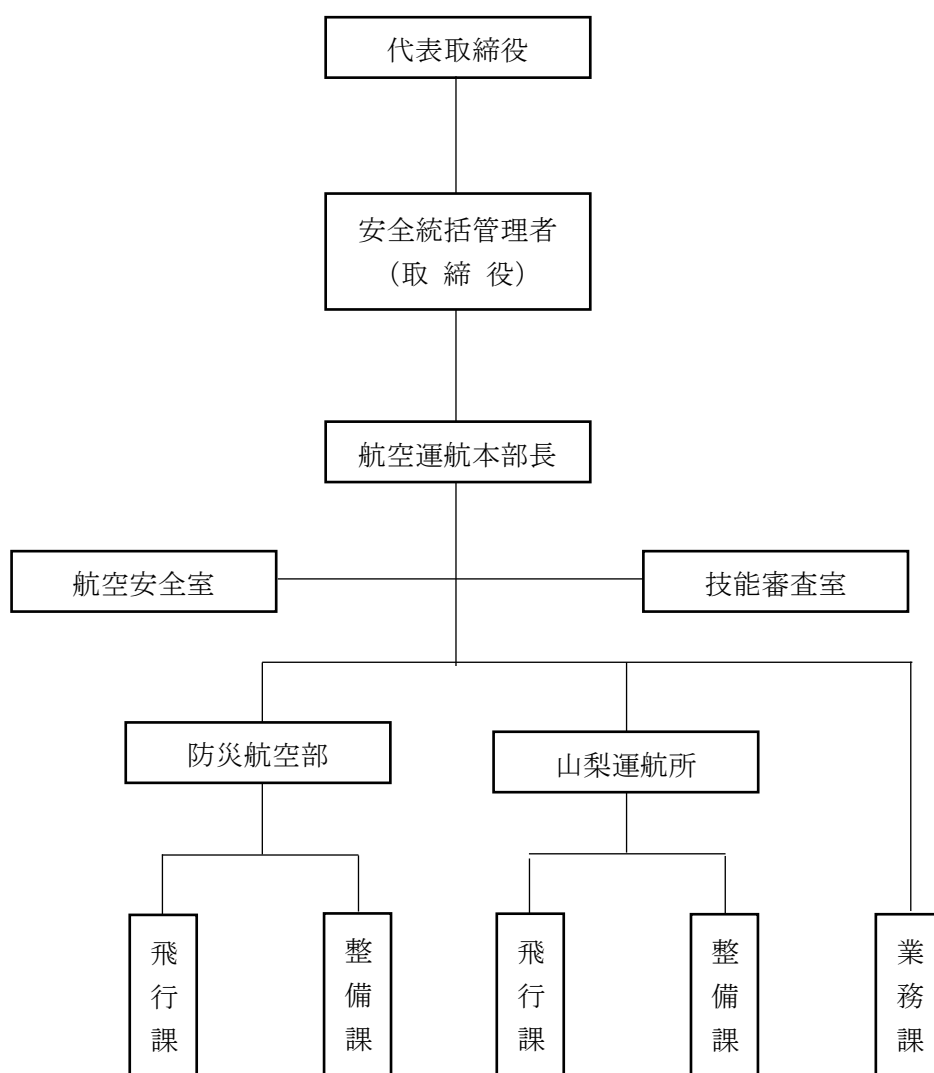 代表取締役
安全統括管理者
（取 締 役）
航空運航本部長
航空安全室
技能審査室
防災航空部
山梨運航所
飛行課
整備課
飛行課
整備課
業務課